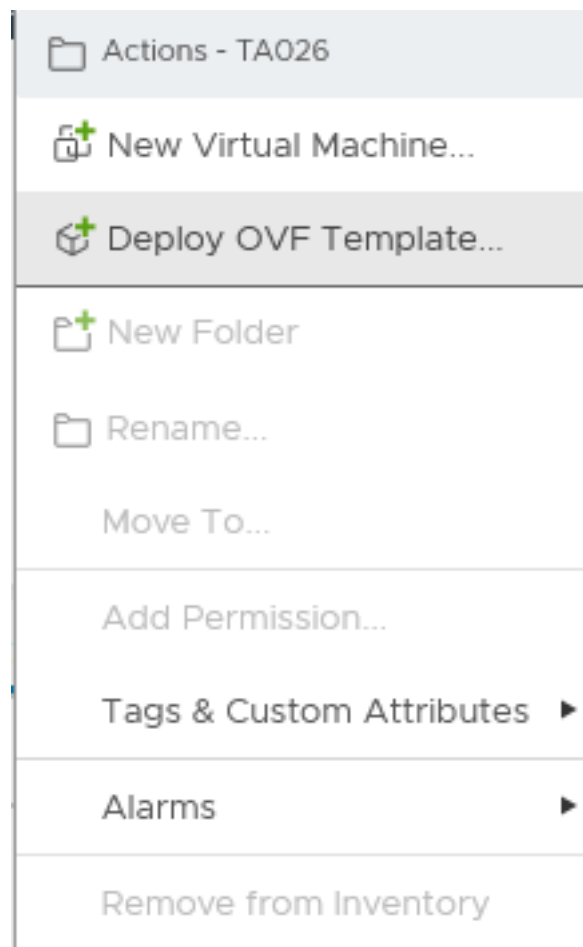 Actions - TA026
New Virtual Machine...
Deploy OVF Template...
New Folder
Rename...
Move To...
Add Permission...
Tags & Custom Attributes
Alarms
Remove from Inventory